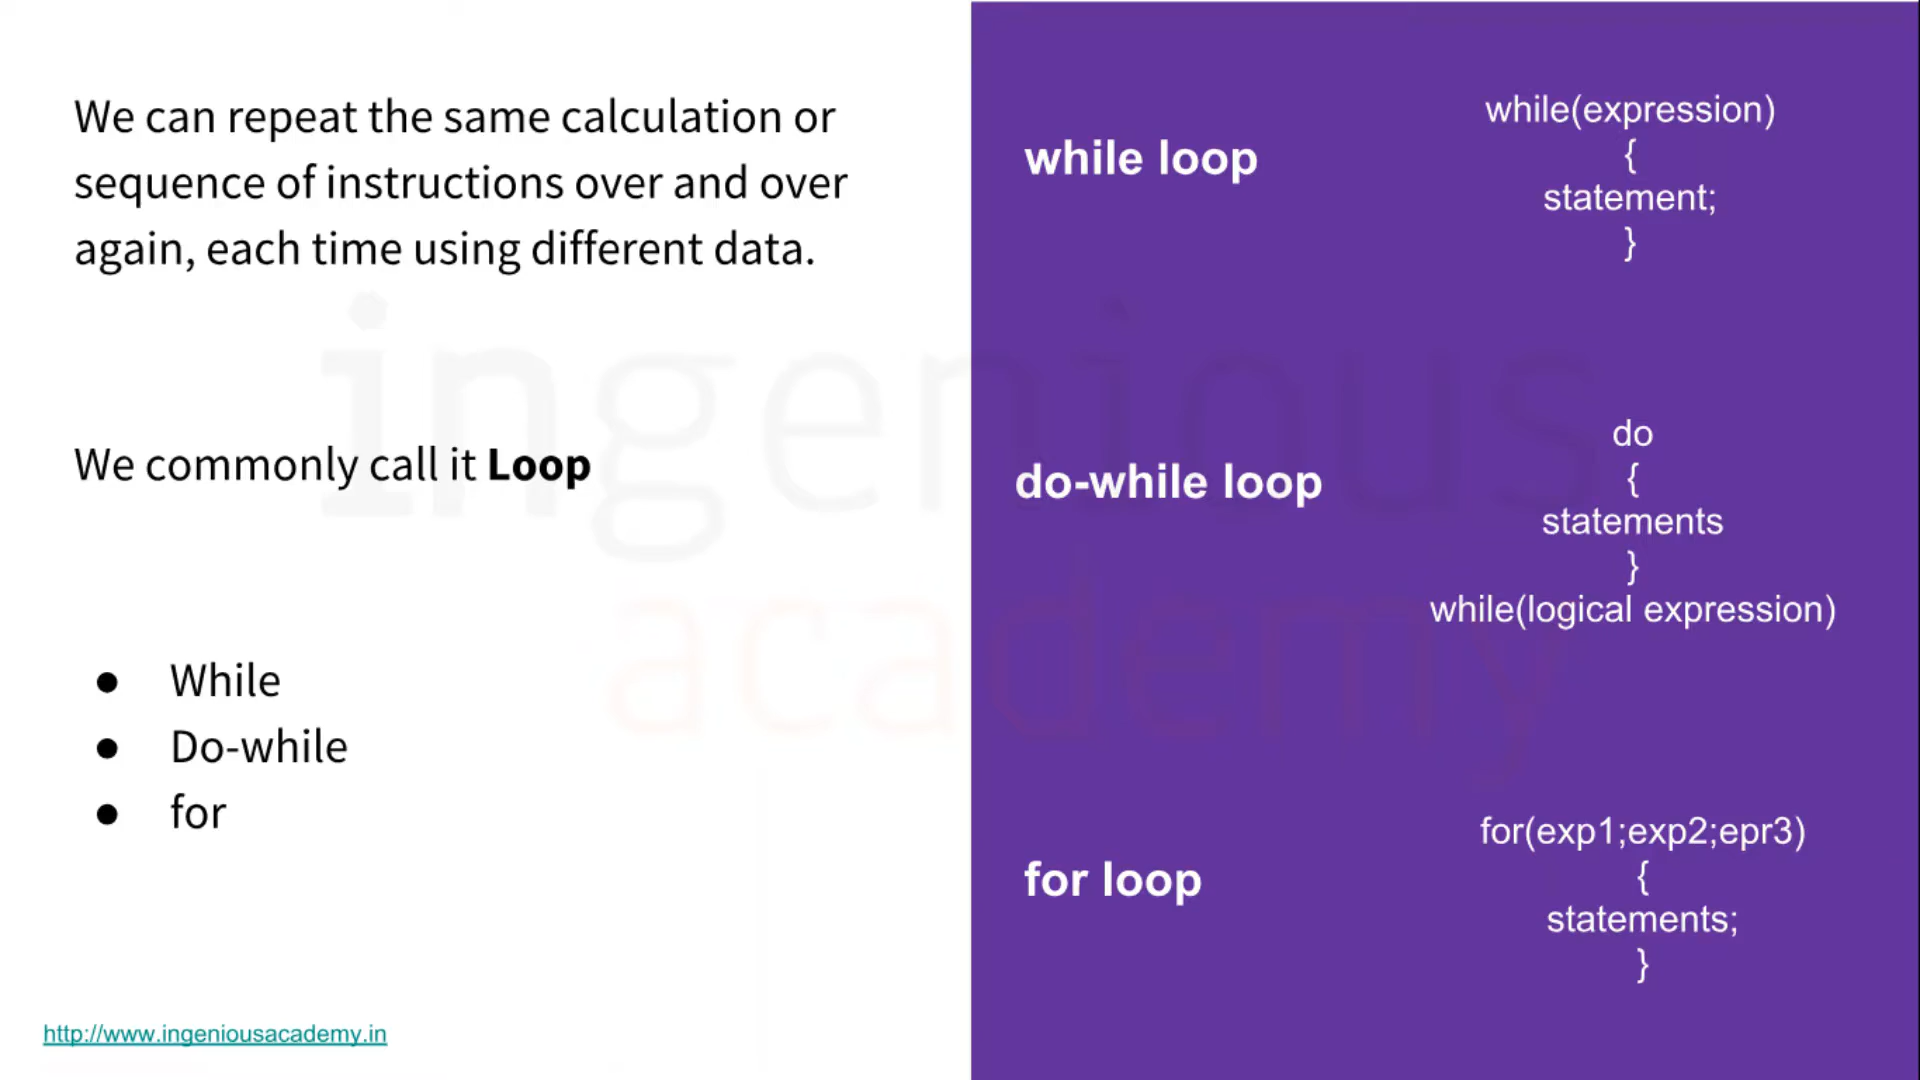 We can repeat the same calculation or
sequence of instructions over and over
again, each time using different data.
We commonly call it Loop
● While
● Do-while
● for
http://www.ingeniousacademy.in
while loop
while(expression)
{
statement;
}
do-while loop
do
{
statements
}
while(logical expression)
for loop
for(exp1;exp2;epr3)
{
statements;
}
ingenious
academy